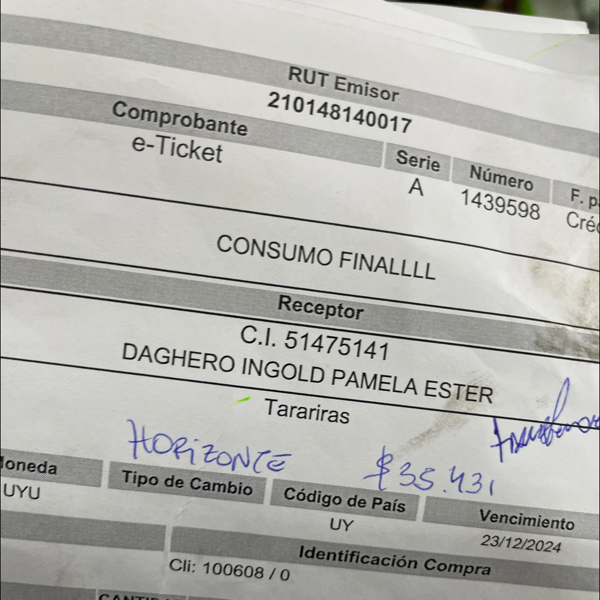 RUT Emisor
210148140017
Comprobante Serie Número F.
e-Ticket A 1439598
CONSUMO FINALLLL
Receptor
C.I. 51475141
DAGHERO INGOLD PAMELA ESTER
Tarariras
HORIZONTE $35.431
Moneda Tipo de Cambio Código de País Vencimiento
UYU UY 23/12/2024
Identificación Compra
Cli: 100608 / 0